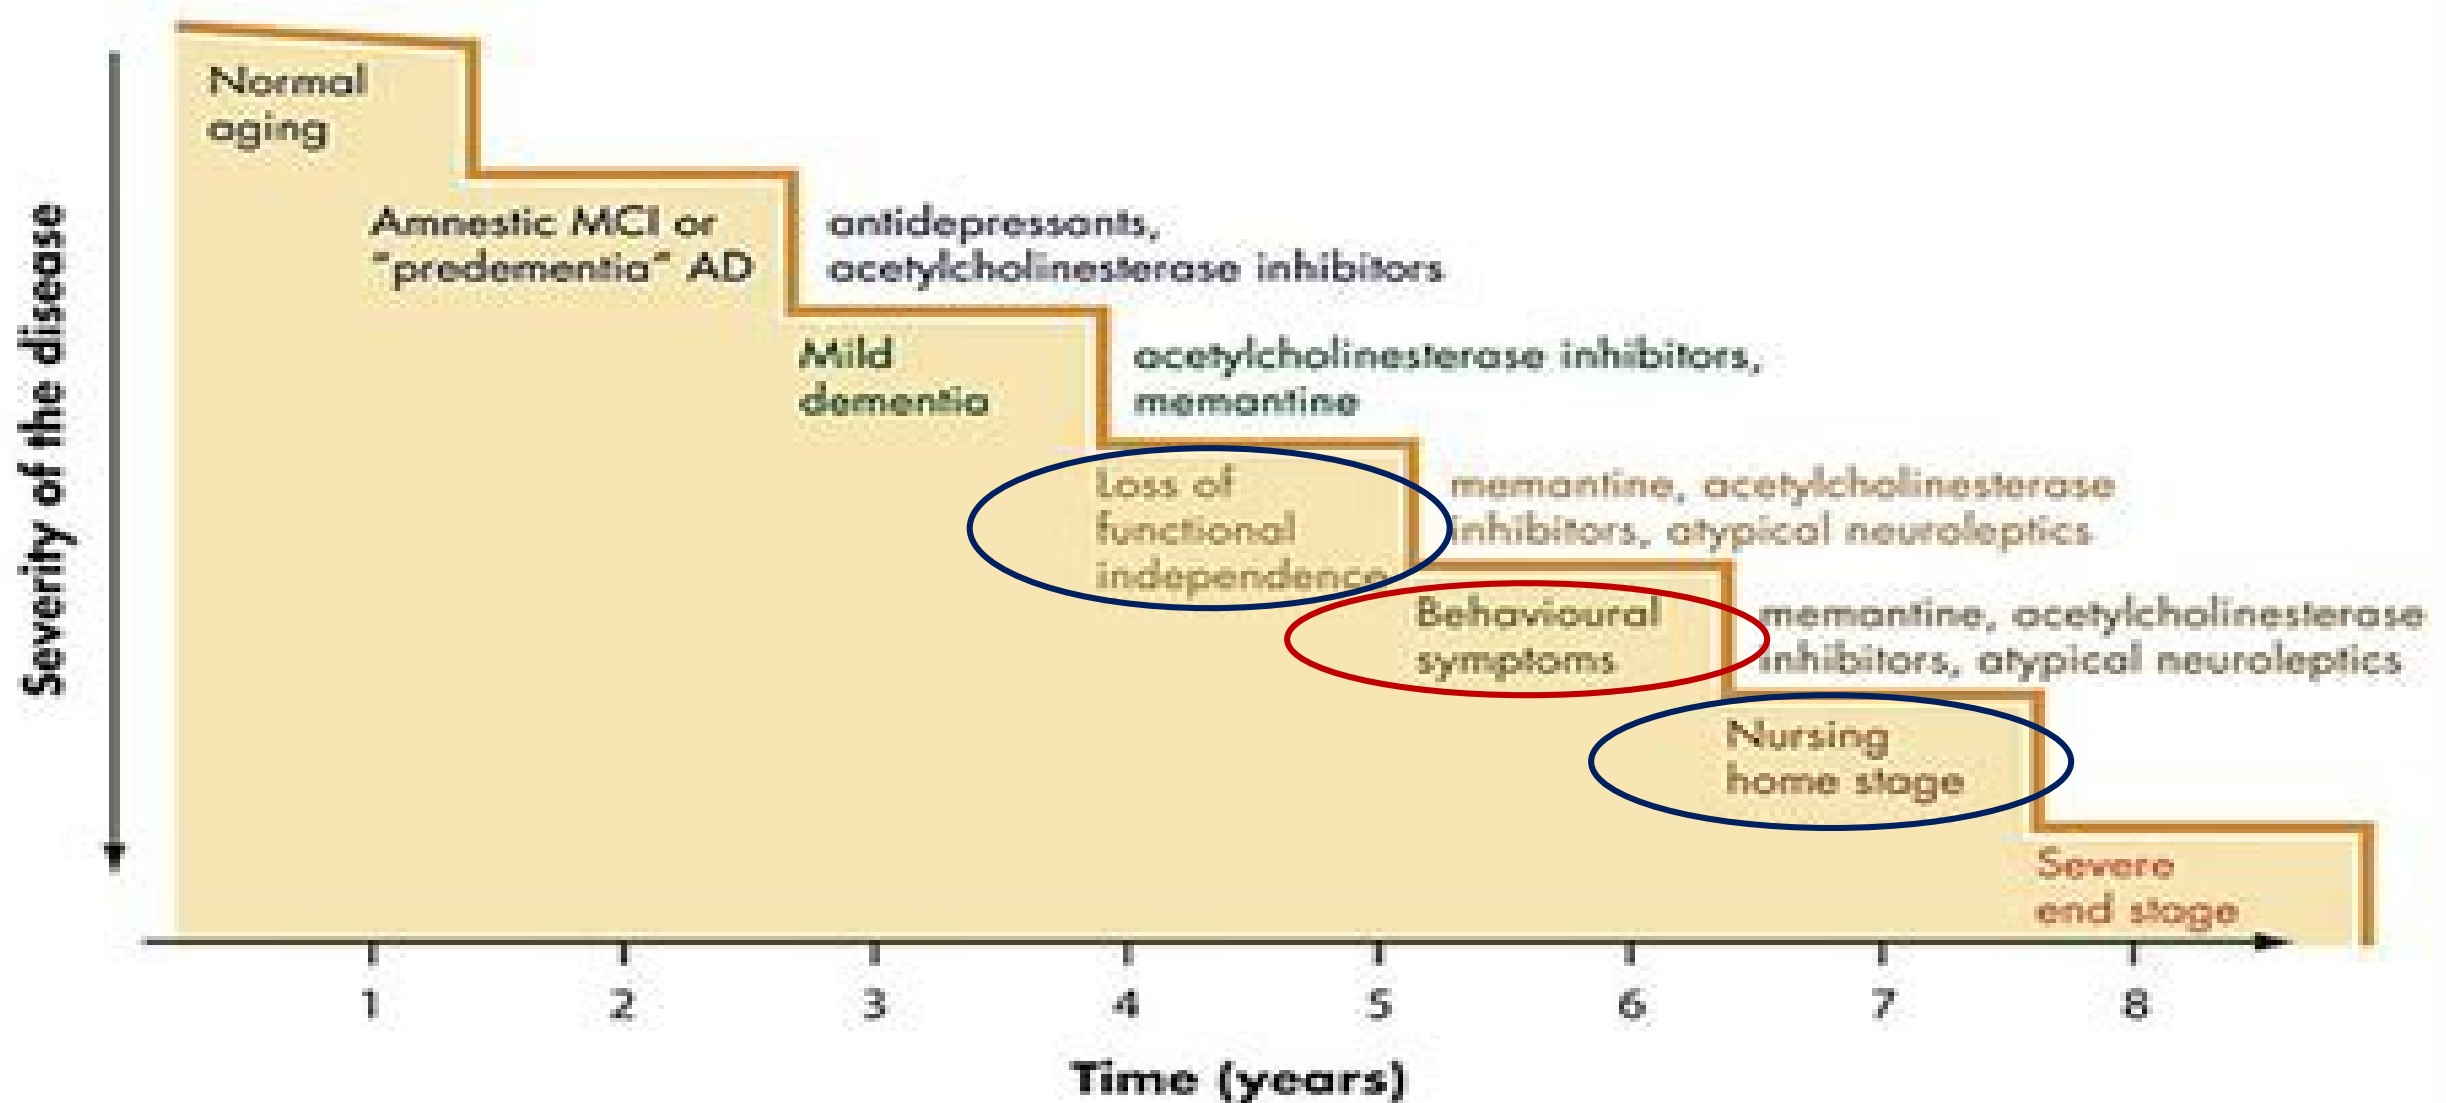 Normal
aging
Amnestic MCI or
"predementia" AD
antidepressants,
acetylcholinesterase inhibitors
Mild
dementia
acetylcholinesterase inhibitors,
memantine
Loss of
functional
independence
memantine, acetylcholinesterase
inhibitors, atypical neuroleptics
Behavioural
symptoms
memantine, acetylcholinesterase
inhibitors, atypical neuroleptics
Nursing
home stage
Severe
end stage
Severity of the disease
1 2 3 4 5 6 7 8
Time (years)